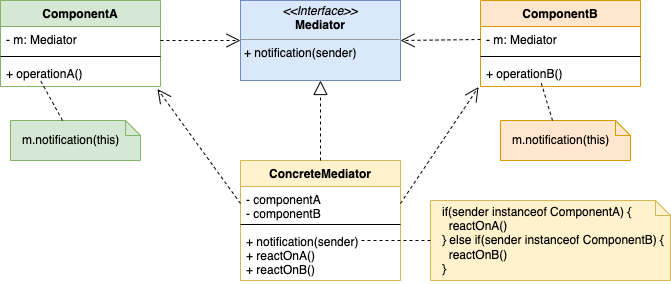 ComponentA
- m: Mediator
+ operationA()
m.notification(this)
<<Interface>>
Mediator
+ notification(sender)
ComponentB
- m: Mediator
+ operationB()
m.notification(this)
ConcreteMediator
- componentA
- componentB
+ notification(sender)
+ reactOnA()
+ reactOnB()
if(sender instanceof ComponentA) {
reactOnA()
} else if(sender instanceof ComponentB) {
reactOnB()
}